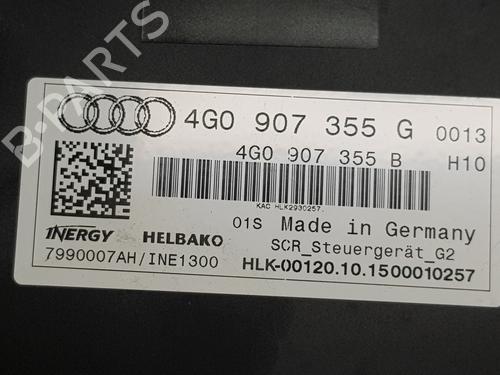 B-PARTS
4G0 907 355 G 0013
4G0 907 355 B H10
KAC HLK2930257.
01S Made in Germany
INERGY HELBAKO SCR_Steuergerät_G2
7990007AH/INE1300 HLK-00120.10.1500010257